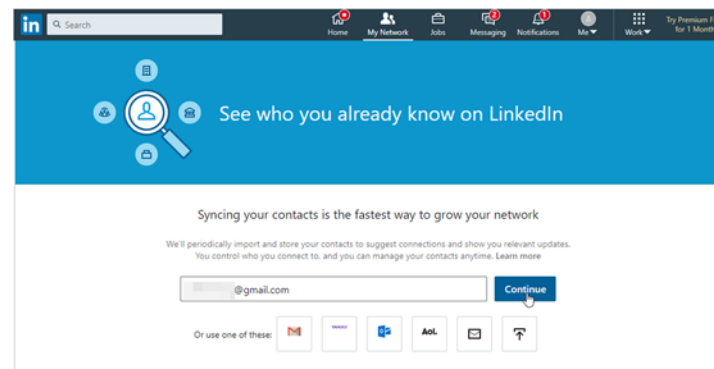 in Search
2
1
Home My Network Jobs Messaging Notifications Me Work Try Premium F
for 1 Month
See who you already know on LinkedIn
Syncing your contacts is the fastest way to grow your network
We'll periodically import and store your contacts to suggest connections and show you relevant updates.
You control who you connect to, and you can manage your contacts anytime. Learn more
@gmail.com Continue
Or use one of these: YAHOO! Aol.